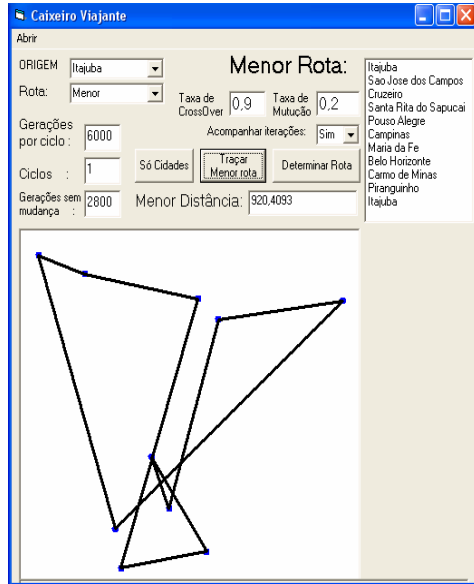 Caixeiro Viajante
Abrir
ORIGEM Itajuba
Rota: Menor
Menor Rota:
Taxa de CrossOver 0,9 Taxa de Mutução 0,2
Gerações por ciclo : 6000
Acompanhar iterações: Sim
Ciclos : 1
Só Cidades Traçar Menor rota Determinar Rota
Gerações sem mudança : 2800
Menor Distância: 920,4093
Itajuba
Sao Jose dos Campos
Cruzeiro
Santa Rita do Sapucai
Pouso Alegre
Campinas
Maria da Fe
Belo Horizonte
Carmo de Minas
Piranguinho
Itajuba